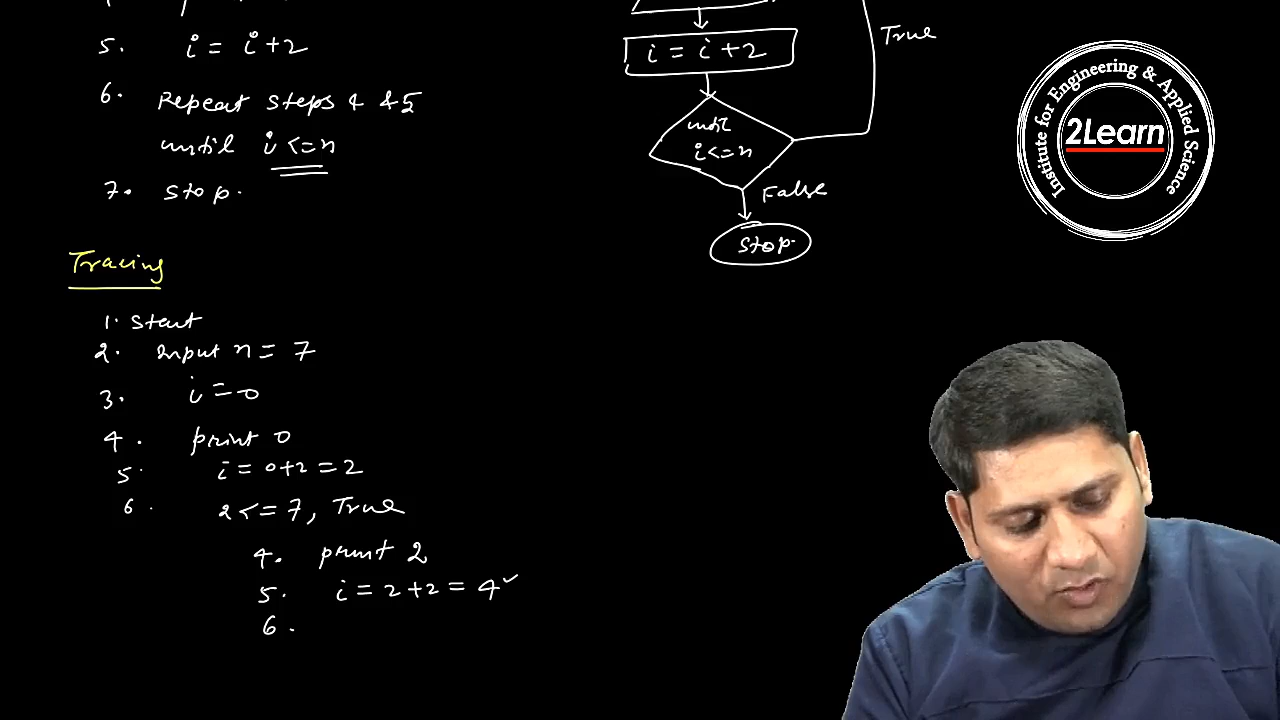 5. i = i+2
6. Repeat steps 4 & 5
until i <= n
7. Stop.
i = i+2
True
until
i <= n
False
Stop.
Institute for Engineering & Applied Science
2Learn
Tracing
1. Start
2. Input n = 7
3. i = 0
4. print 0
5. i = 0+2 = 2
6. 2 <= 7, True
4. print 2
5. i = 2+2 = 4✓
6.